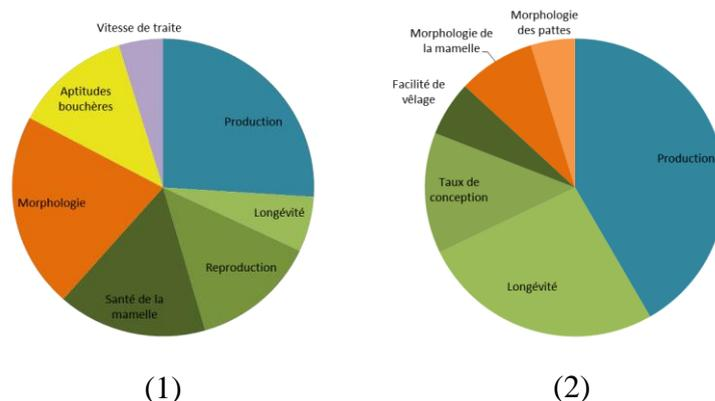 Vitesse de traite
Aptitudes
bouchères
Production
Morphologie
Longévité
Reproduction
Santé de la
mamelle
(1)
Morphologie
des pattes
Morphologie de
la mamelle
Facilité de
vêlage
Production
Taux de
conception
Longévité
(2)